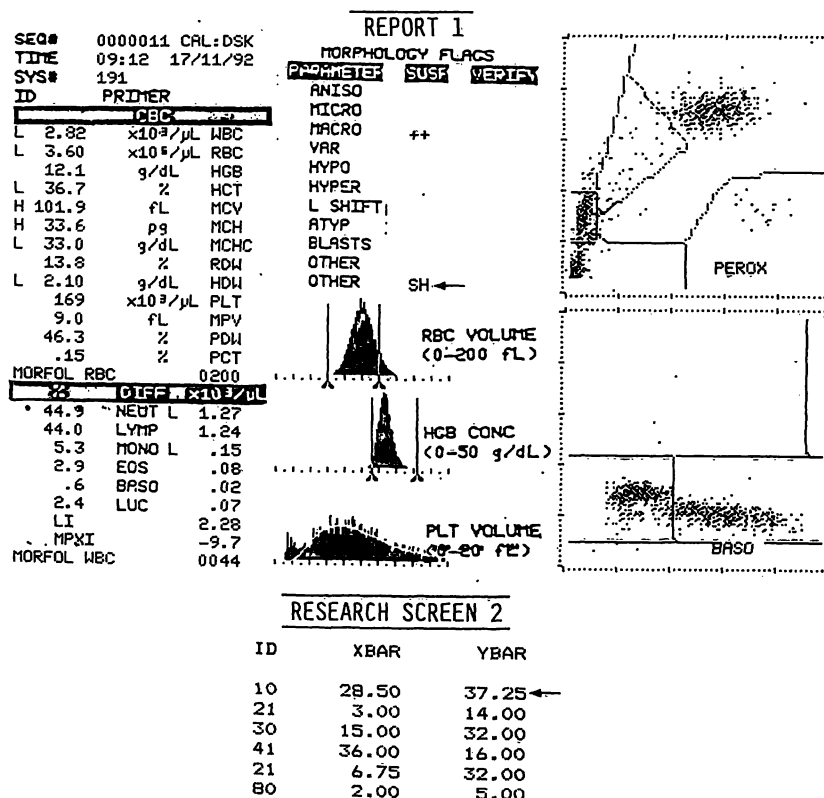 REPORT 1
SEQ# 0000011 CAL:DSK
TIME 09:12 17/11/92
SYS# 191
ID PRIMER
CBC
L 2.82 x10³/µL WBC
L 3.60 x10⁶/µL RBC
12.1 g/dL HGB
L 36.7 % HCT
H 101.9 fL MCV
H 33.6 pg MCH
L 33.0 g/dL MCHC
13.8 % RDW
L 2.10 g/dL HDW
169 x10³/µL PLT
9.0 fL MPV
46.3 % PDW
.15 % PCT
MORFOL RBC 0200
% DIFF x10³/µL
44.9 NEUT L 1.27
44.0 LYMP 1.24
5.3 MONO L .15
2.9 EOS .08
.6 BASO .02
2.4 LUC .07
LI 2.28
MPXI -9.7
MORFOL WBC 0044
MORPHOLOGY FLAGS
PARAMETER SUSP VERIFY
ANISO
MICRO
MACRO ++
VAR
HYPO
HYPER
L SHIFT
ATYP
BLASTS
OTHER
OTHER SH ←
RBC VOLUME
(0-200 fL)
HGB CONC
(0-50 g/dL)
PLT VOLUME
(0-20 fL)
PEROX
BASO
RESEARCH SCREEN 2
ID XBAR YBAR
10 28.50 37.25 ←
21 3.00 14.00
30 15.00 32.00
41 36.00 16.00
21 6.75 32.00
80 2.00 5.00